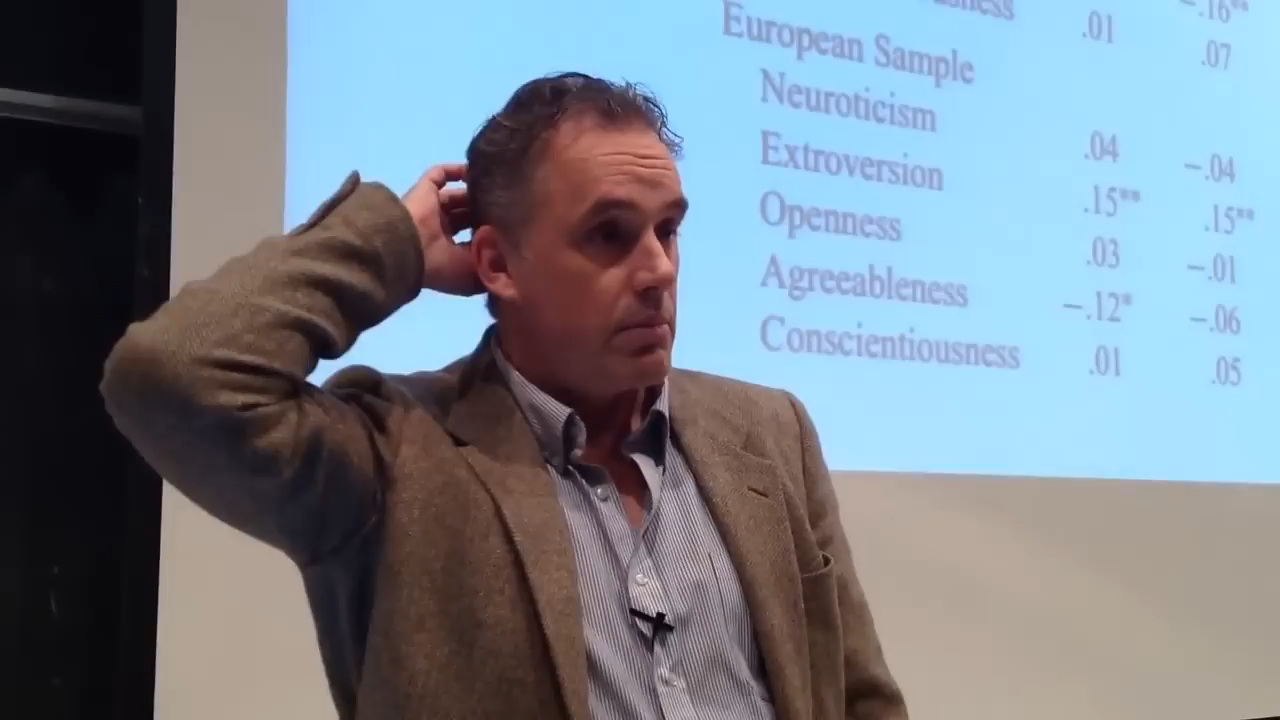 −.16**
.01 .07
European Sample
Neuroticism .04 −.04
Extroversion .15** .15**
Openness .03 −.01
Agreeableness −.12* −.06
Conscientiousness .01 .05